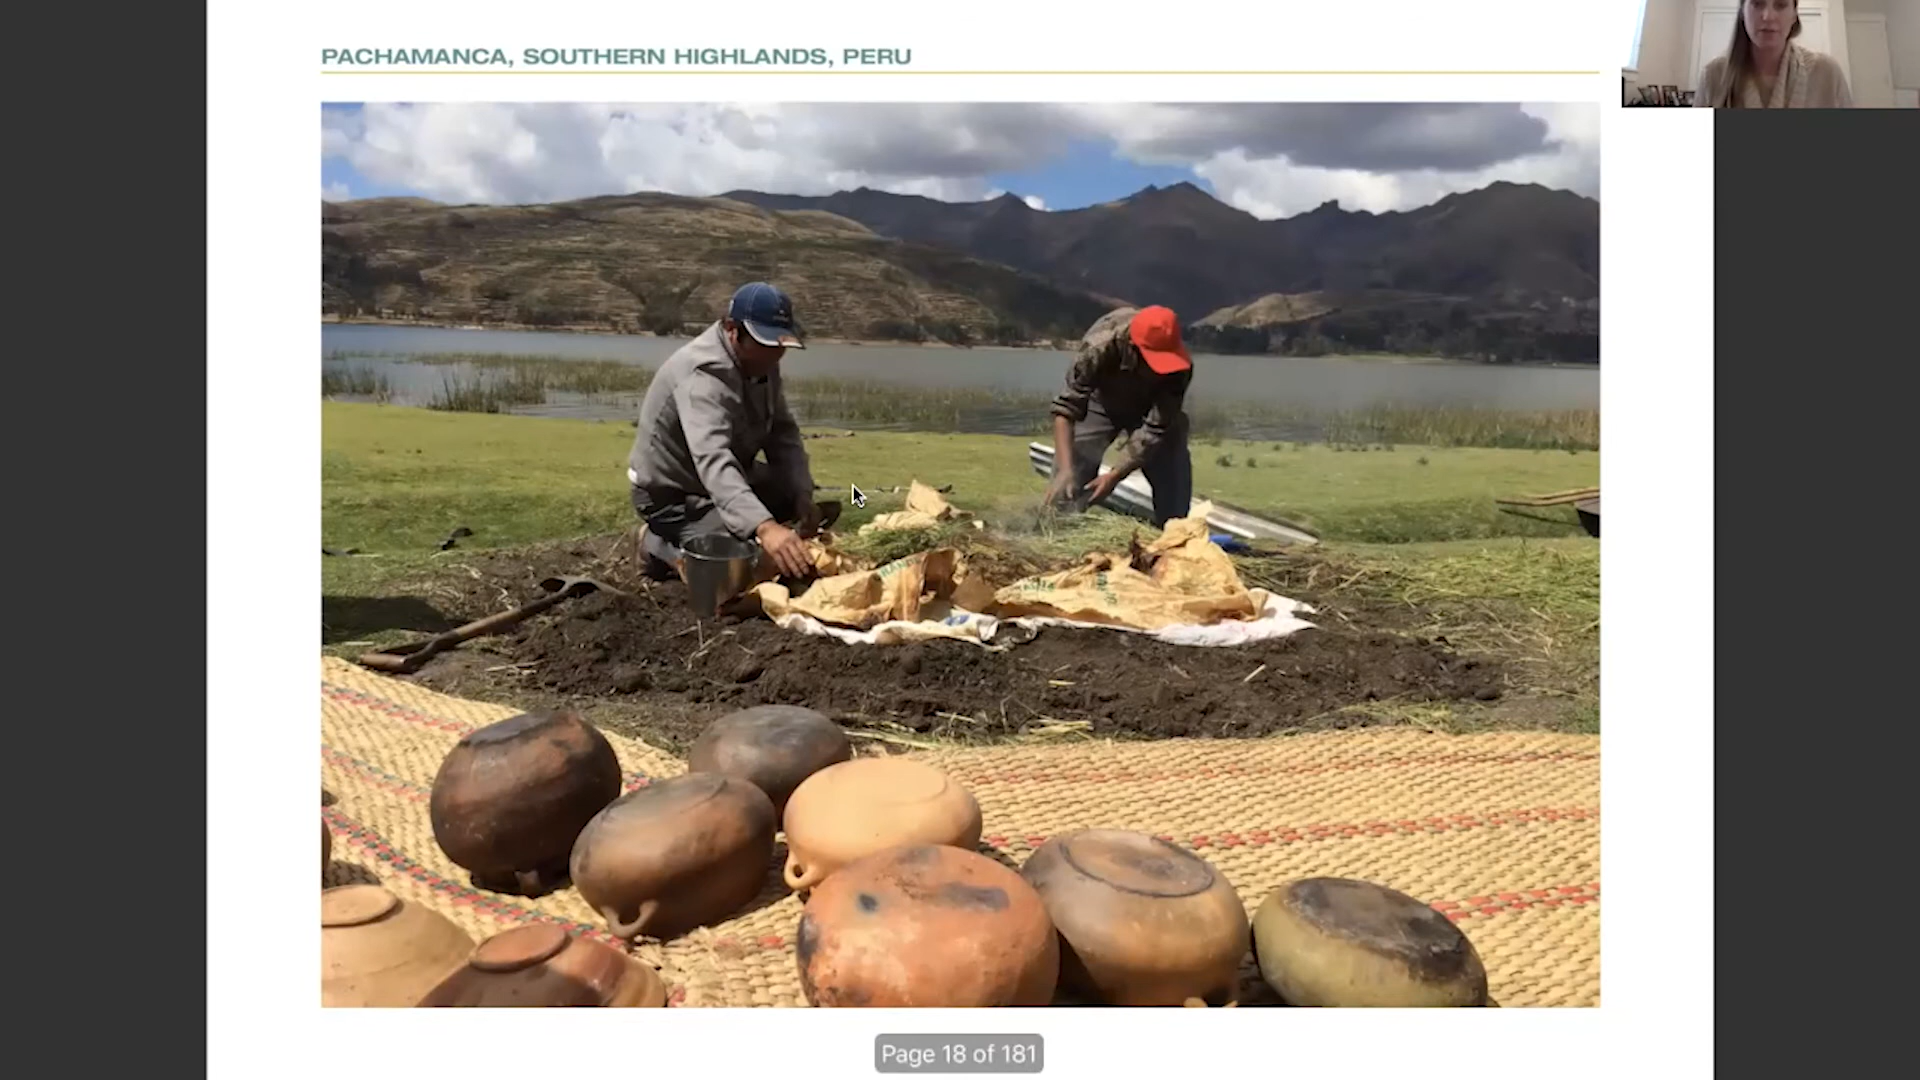 PACHAMANCA, SOUTHERN HIGHLANDS, PERU
Page 18 of 181